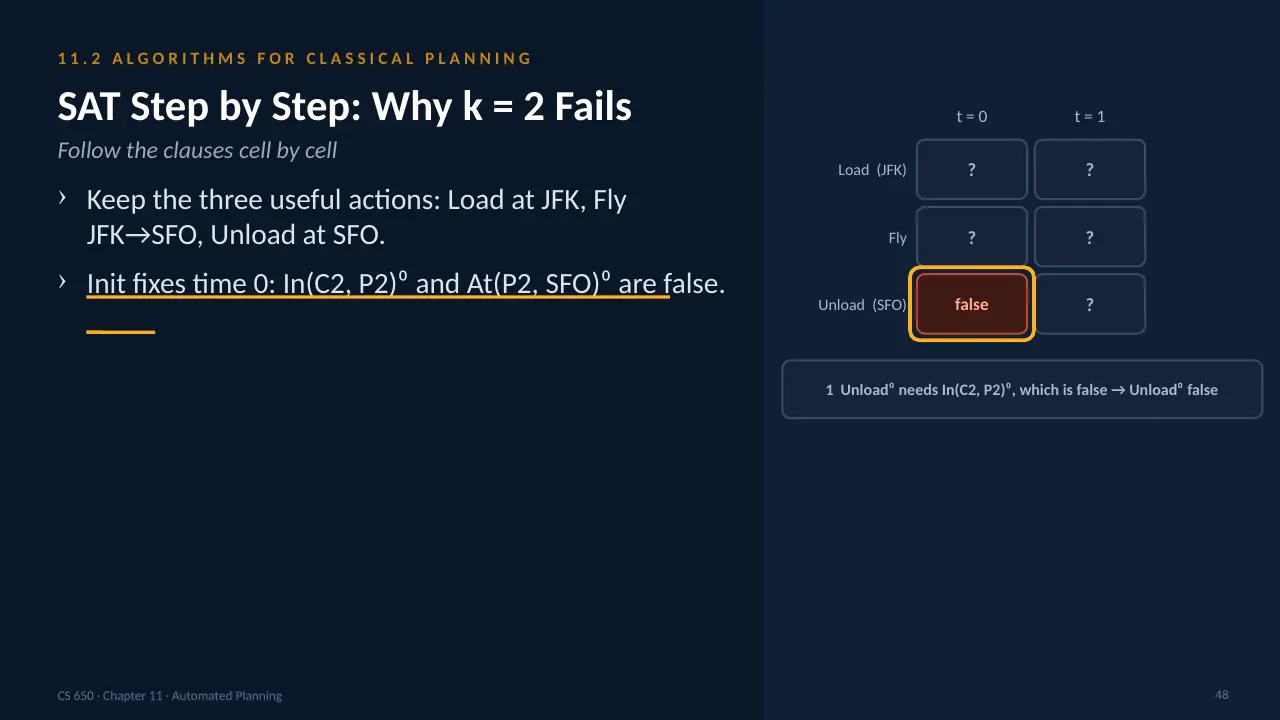 11.2 ALGORITHMS FOR CLASSICAL PLANNING
SAT Step by Step: Why k = 2 Fails
Follow the clauses cell by cell
› Keep the three useful actions: Load at JFK, Fly
JFK→SFO, Unload at SFO.
› Init fixes time 0: In(C2, P2)⁰ and At(P2, SFO)⁰ are false.
t = 0 t = 1
Load (JFK) ? ?
Fly ? ?
Unload (SFO) false ?
1 Unload⁰ needs In(C2, P2)⁰, which is false → Unload⁰ false
CS 650 · Chapter 11 · Automated Planning
48